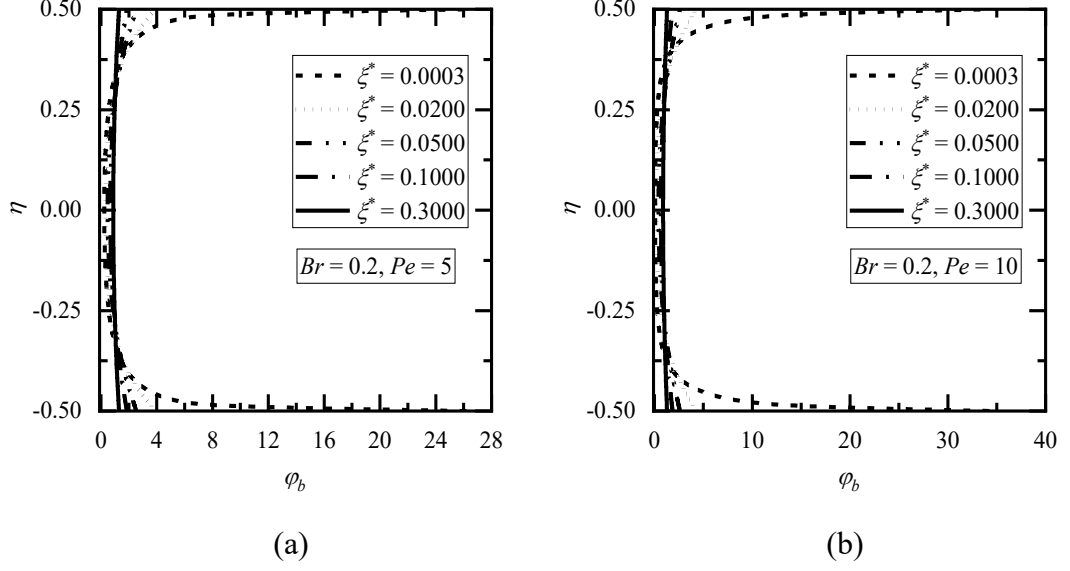 0.50
0.25
0.00
-0.25
-0.50
η
0 4 8 12 16 20 24 28
φb
ξ* = 0.0003
ξ* = 0.0200
ξ* = 0.0500
ξ* = 0.1000
ξ* = 0.3000
Br = 0.2, Pe = 5
(a)
0.50
0.25
0.00
-0.25
-0.50
η
0 10 20 30 40
φb
ξ* = 0.0003
ξ* = 0.0200
ξ* = 0.0500
ξ* = 0.1000
ξ* = 0.3000
Br = 0.2, Pe = 10
(b)